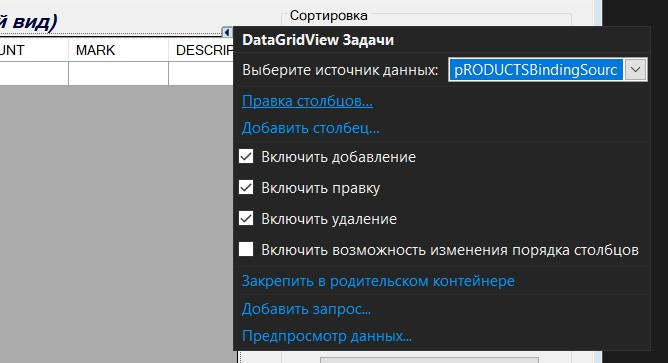 й вид)
Сортировка
UNT MARK DESCRIP
DataGridView Задачи
Выберите источник данных: pRODUCTSBindingSourc
Правка столбцов...
Добавить столбец...
Включить добавление
Включить правку
Включить удаление
Включить возможность изменения порядка столбцов
Закрепить в родительском контейнере
Добавить запрос...
Предпросмотр данных...